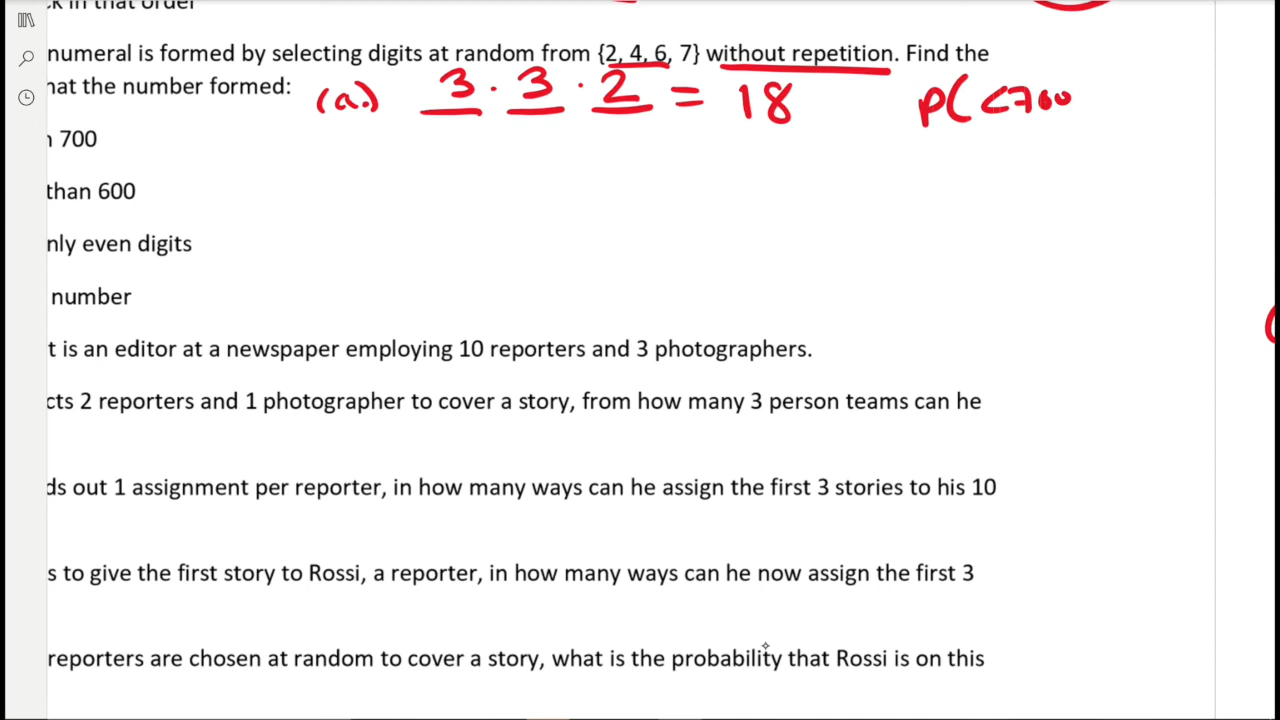 k in that order
numeral is formed by selecting digits at random from {2, 4, 6, 7} without repetition. Find the
hat the number formed: (a.) 3 · 3 · 2 = 18 P(<700
n 700
than 600
nly even digits
number
t is an editor at a newspaper employing 10 reporters and 3 photographers.
cts 2 reporters and 1 photographer to cover a story, from how many 3 person teams can he
ds out 1 assignment per reporter, in how many ways can he assign the first 3 stories to his 10
s to give the first story to Rossi, a reporter, in how many ways can he now assign the first 3
reporters are chosen at random to cover a story, what is the probability that Rossi is on this